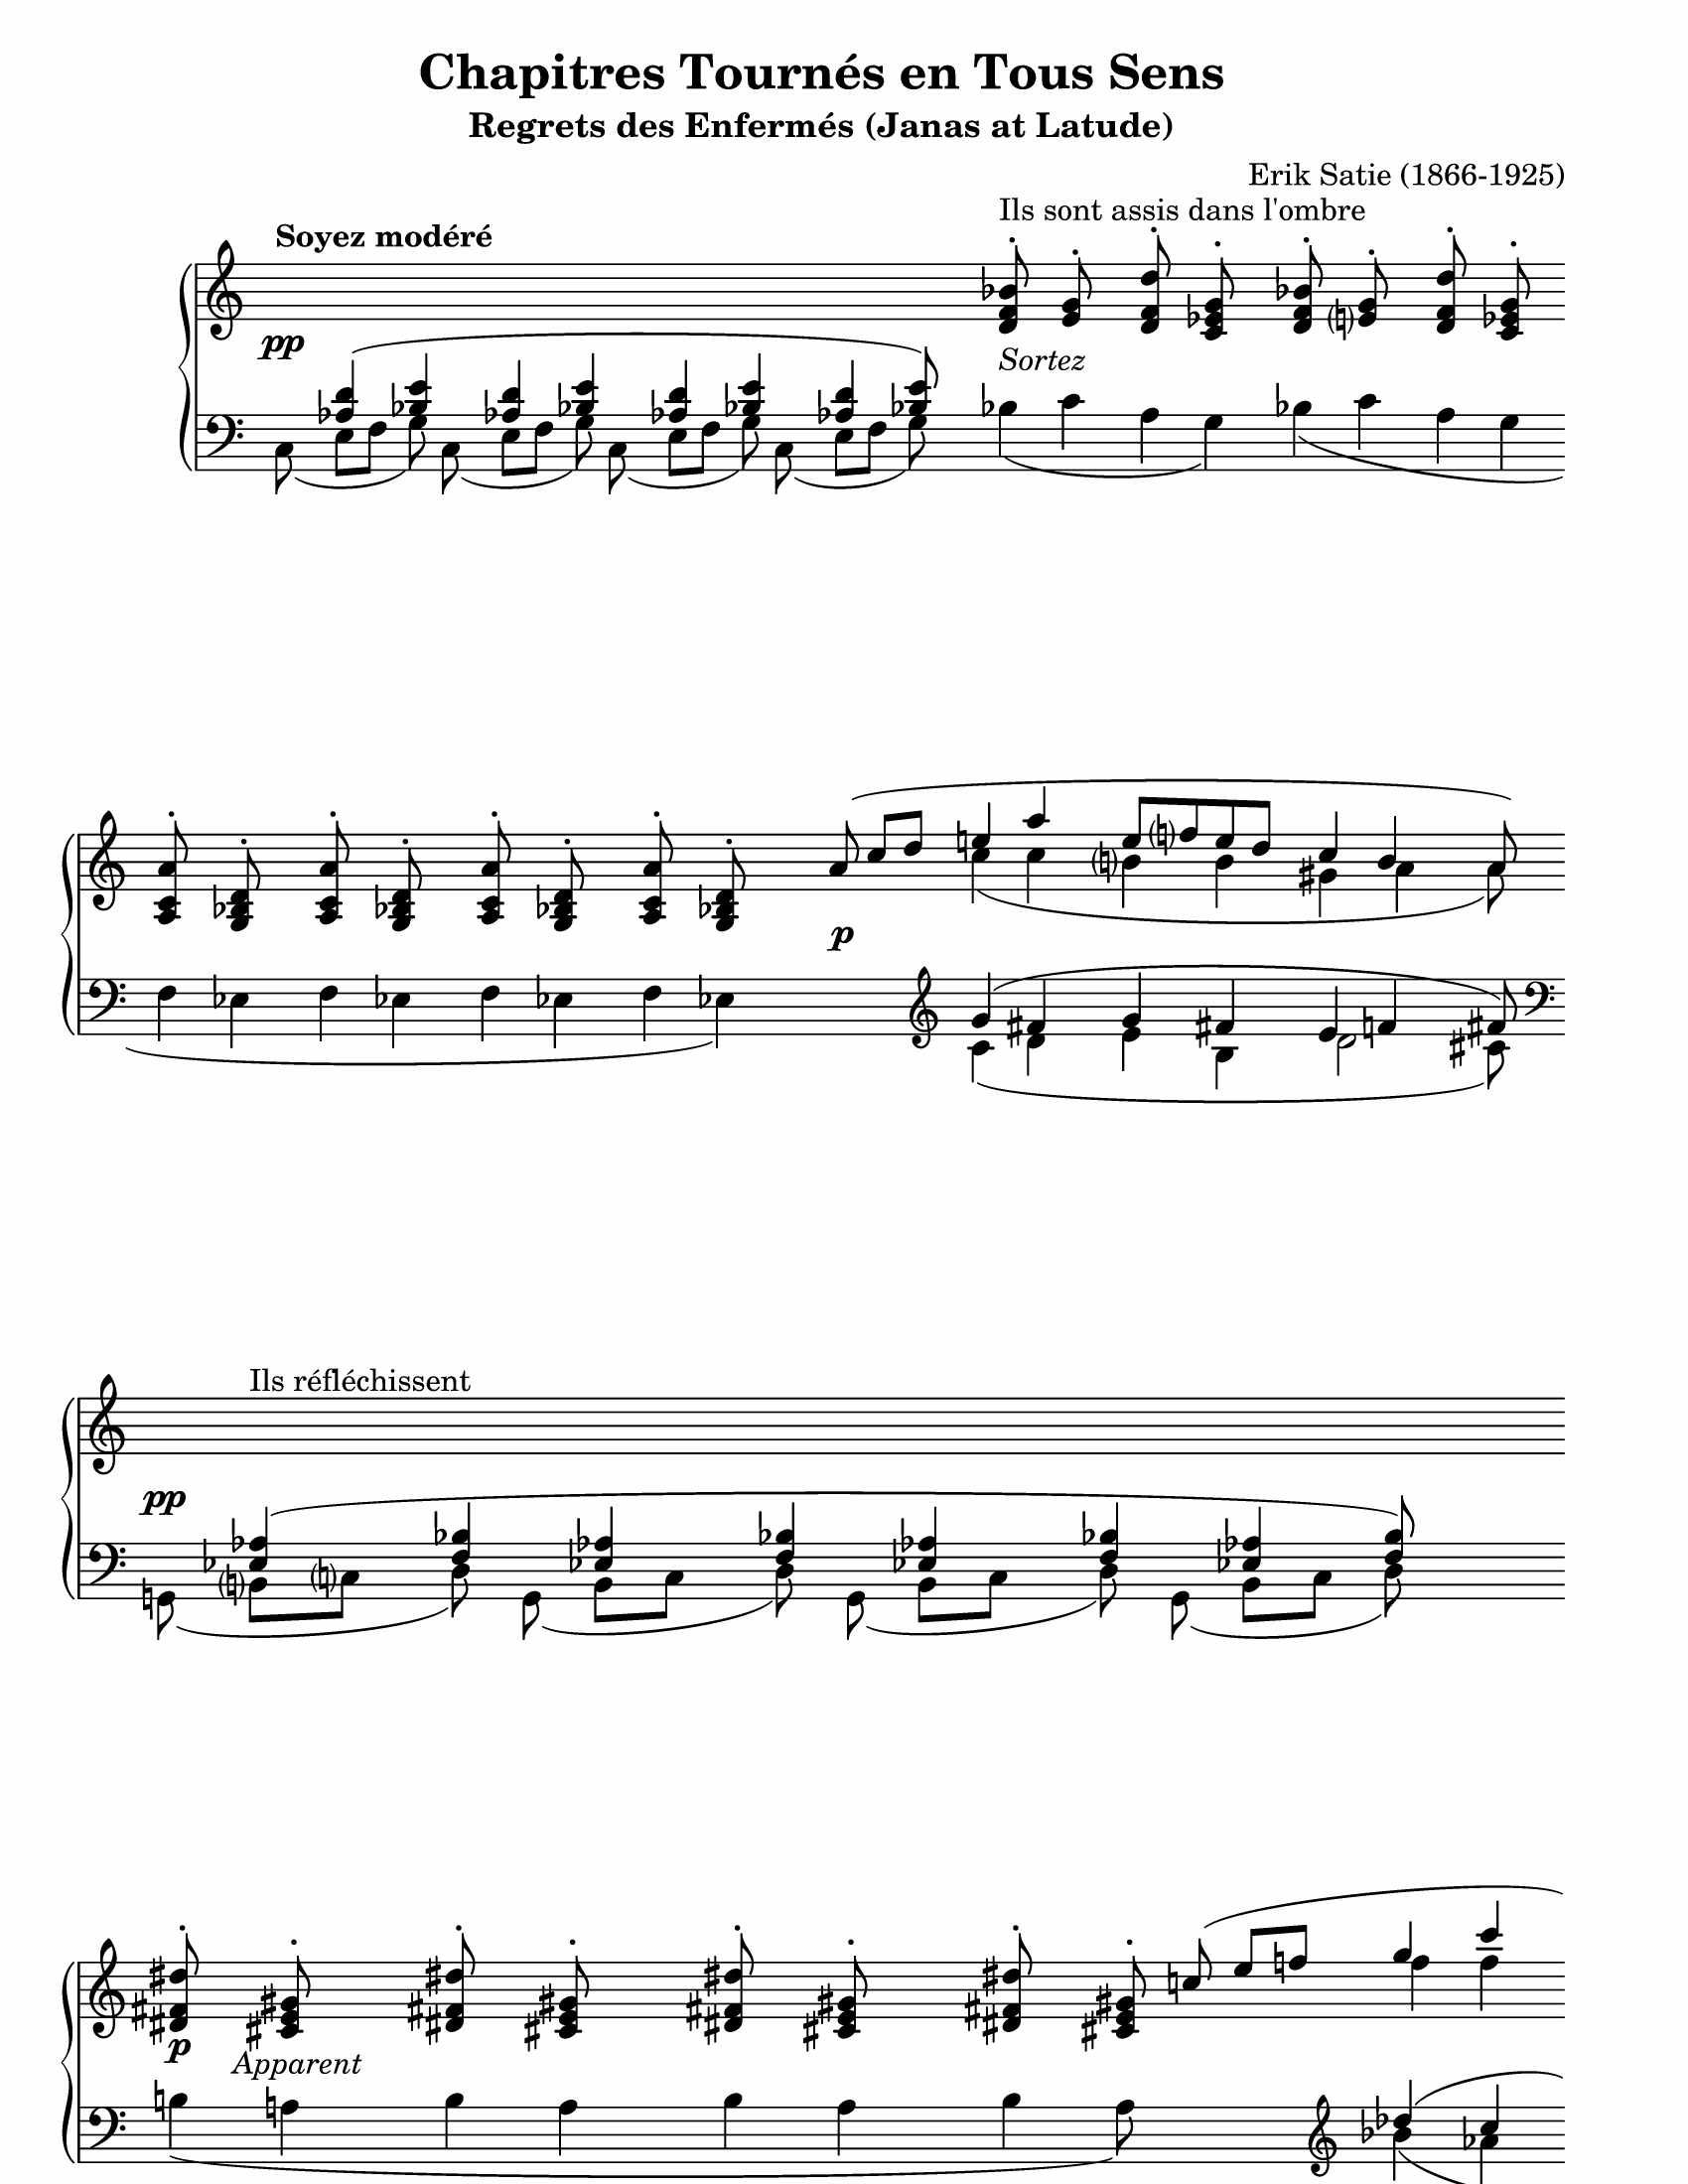 Chapitres Tournés en Tous Sens
Regrets des Enfermés (Janas at Latude)
Erik Satie (1866-1925)
Ils sont assis dans l'ombre
Soyez modéré
pp
Sortez
p
Ils réfléchissent
pp
p
Apparent